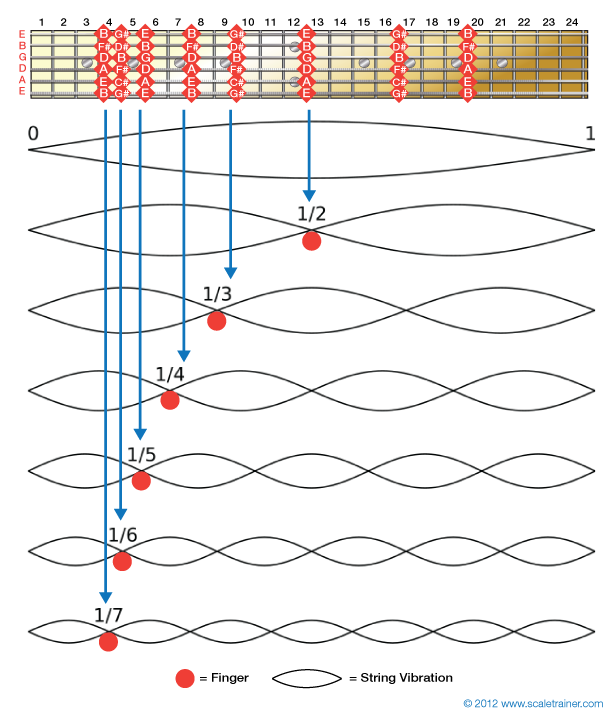 1 2 3 4 5 6 7 8 9 10 11 12 13 14 15 16 17 18 19 20 21 22 23 24
E B G# E B G# E G# B
B F# D# B F# D# B D# F#
G D B G D B G B D
D A F# D A F# D F# A
A E C# A E C# A C# E
E B G# E B G# E G# B
0 1
1/2
1/3
1/4
1/5
1/6
1/7
= Finger = String Vibration
© 2012 www.scaletrainer.com